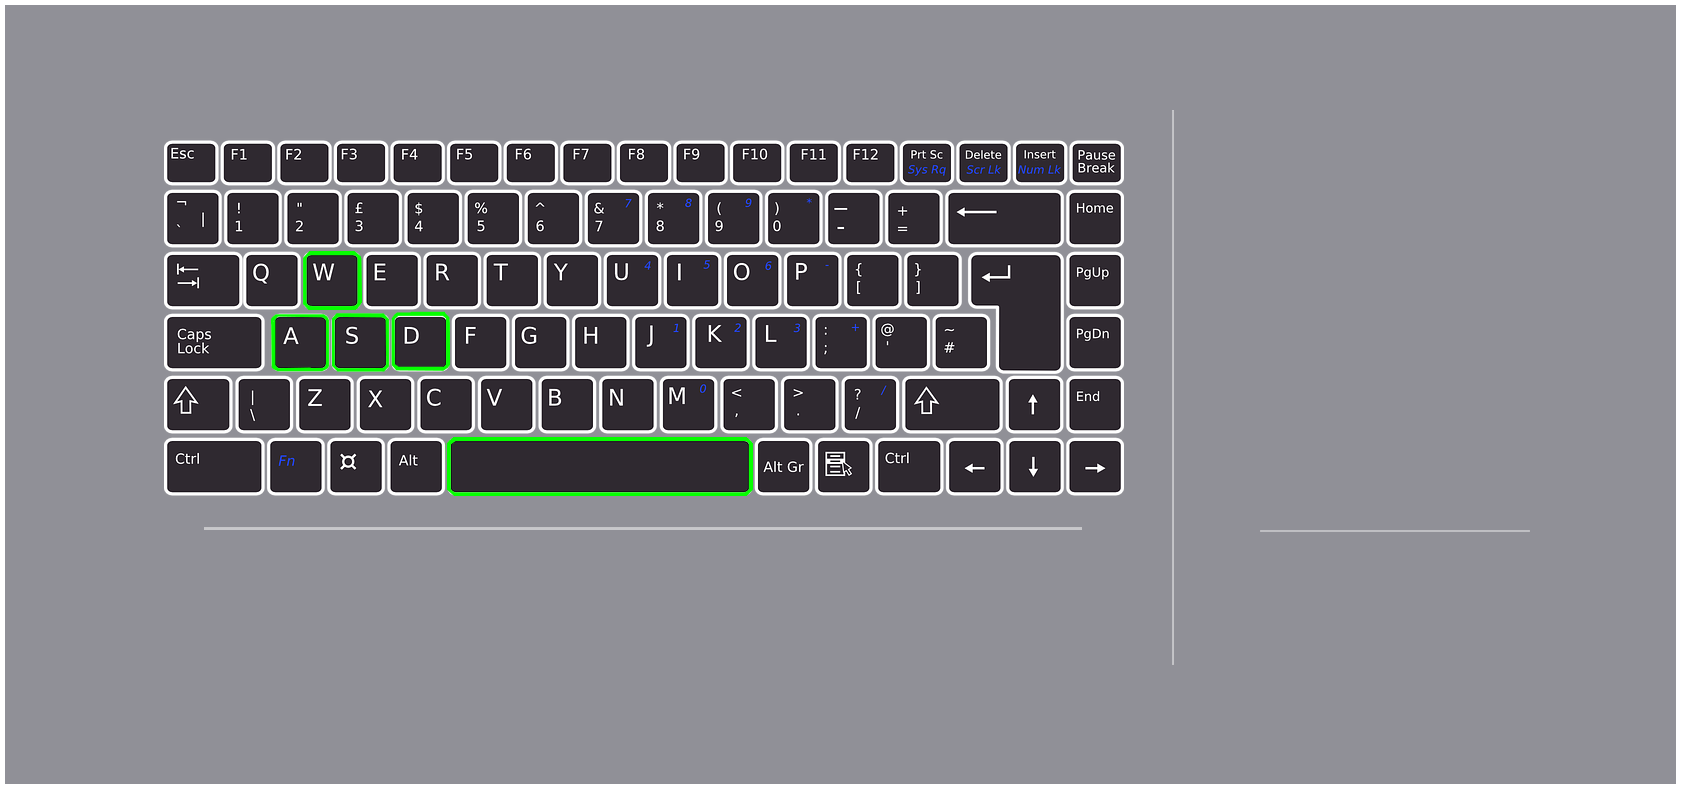 Esc F1 F2 F3 F4 F5 F6 F7 F8 F9 F10 F11 F12 Prt Sc Delete Insert Pause
Sys Rq Scr Lk Num Lk Break
¬ | ! " £ $ % ^ & 7 * 8 ( 9 ) * — + Home
` 1 2 3 4 5 6 7 8 9 0 - =
Q W E R T Y U 4 I 5 O 6 P - { } PgUp
[ ]
Caps A S D F G H J 1 K 2 L 3 : + @ ~ PgDn
Lock ; ' #
| Z X C V B N M 0 < > ? / End
\ , . /
Ctrl Fn Alt Alt Gr Ctrl